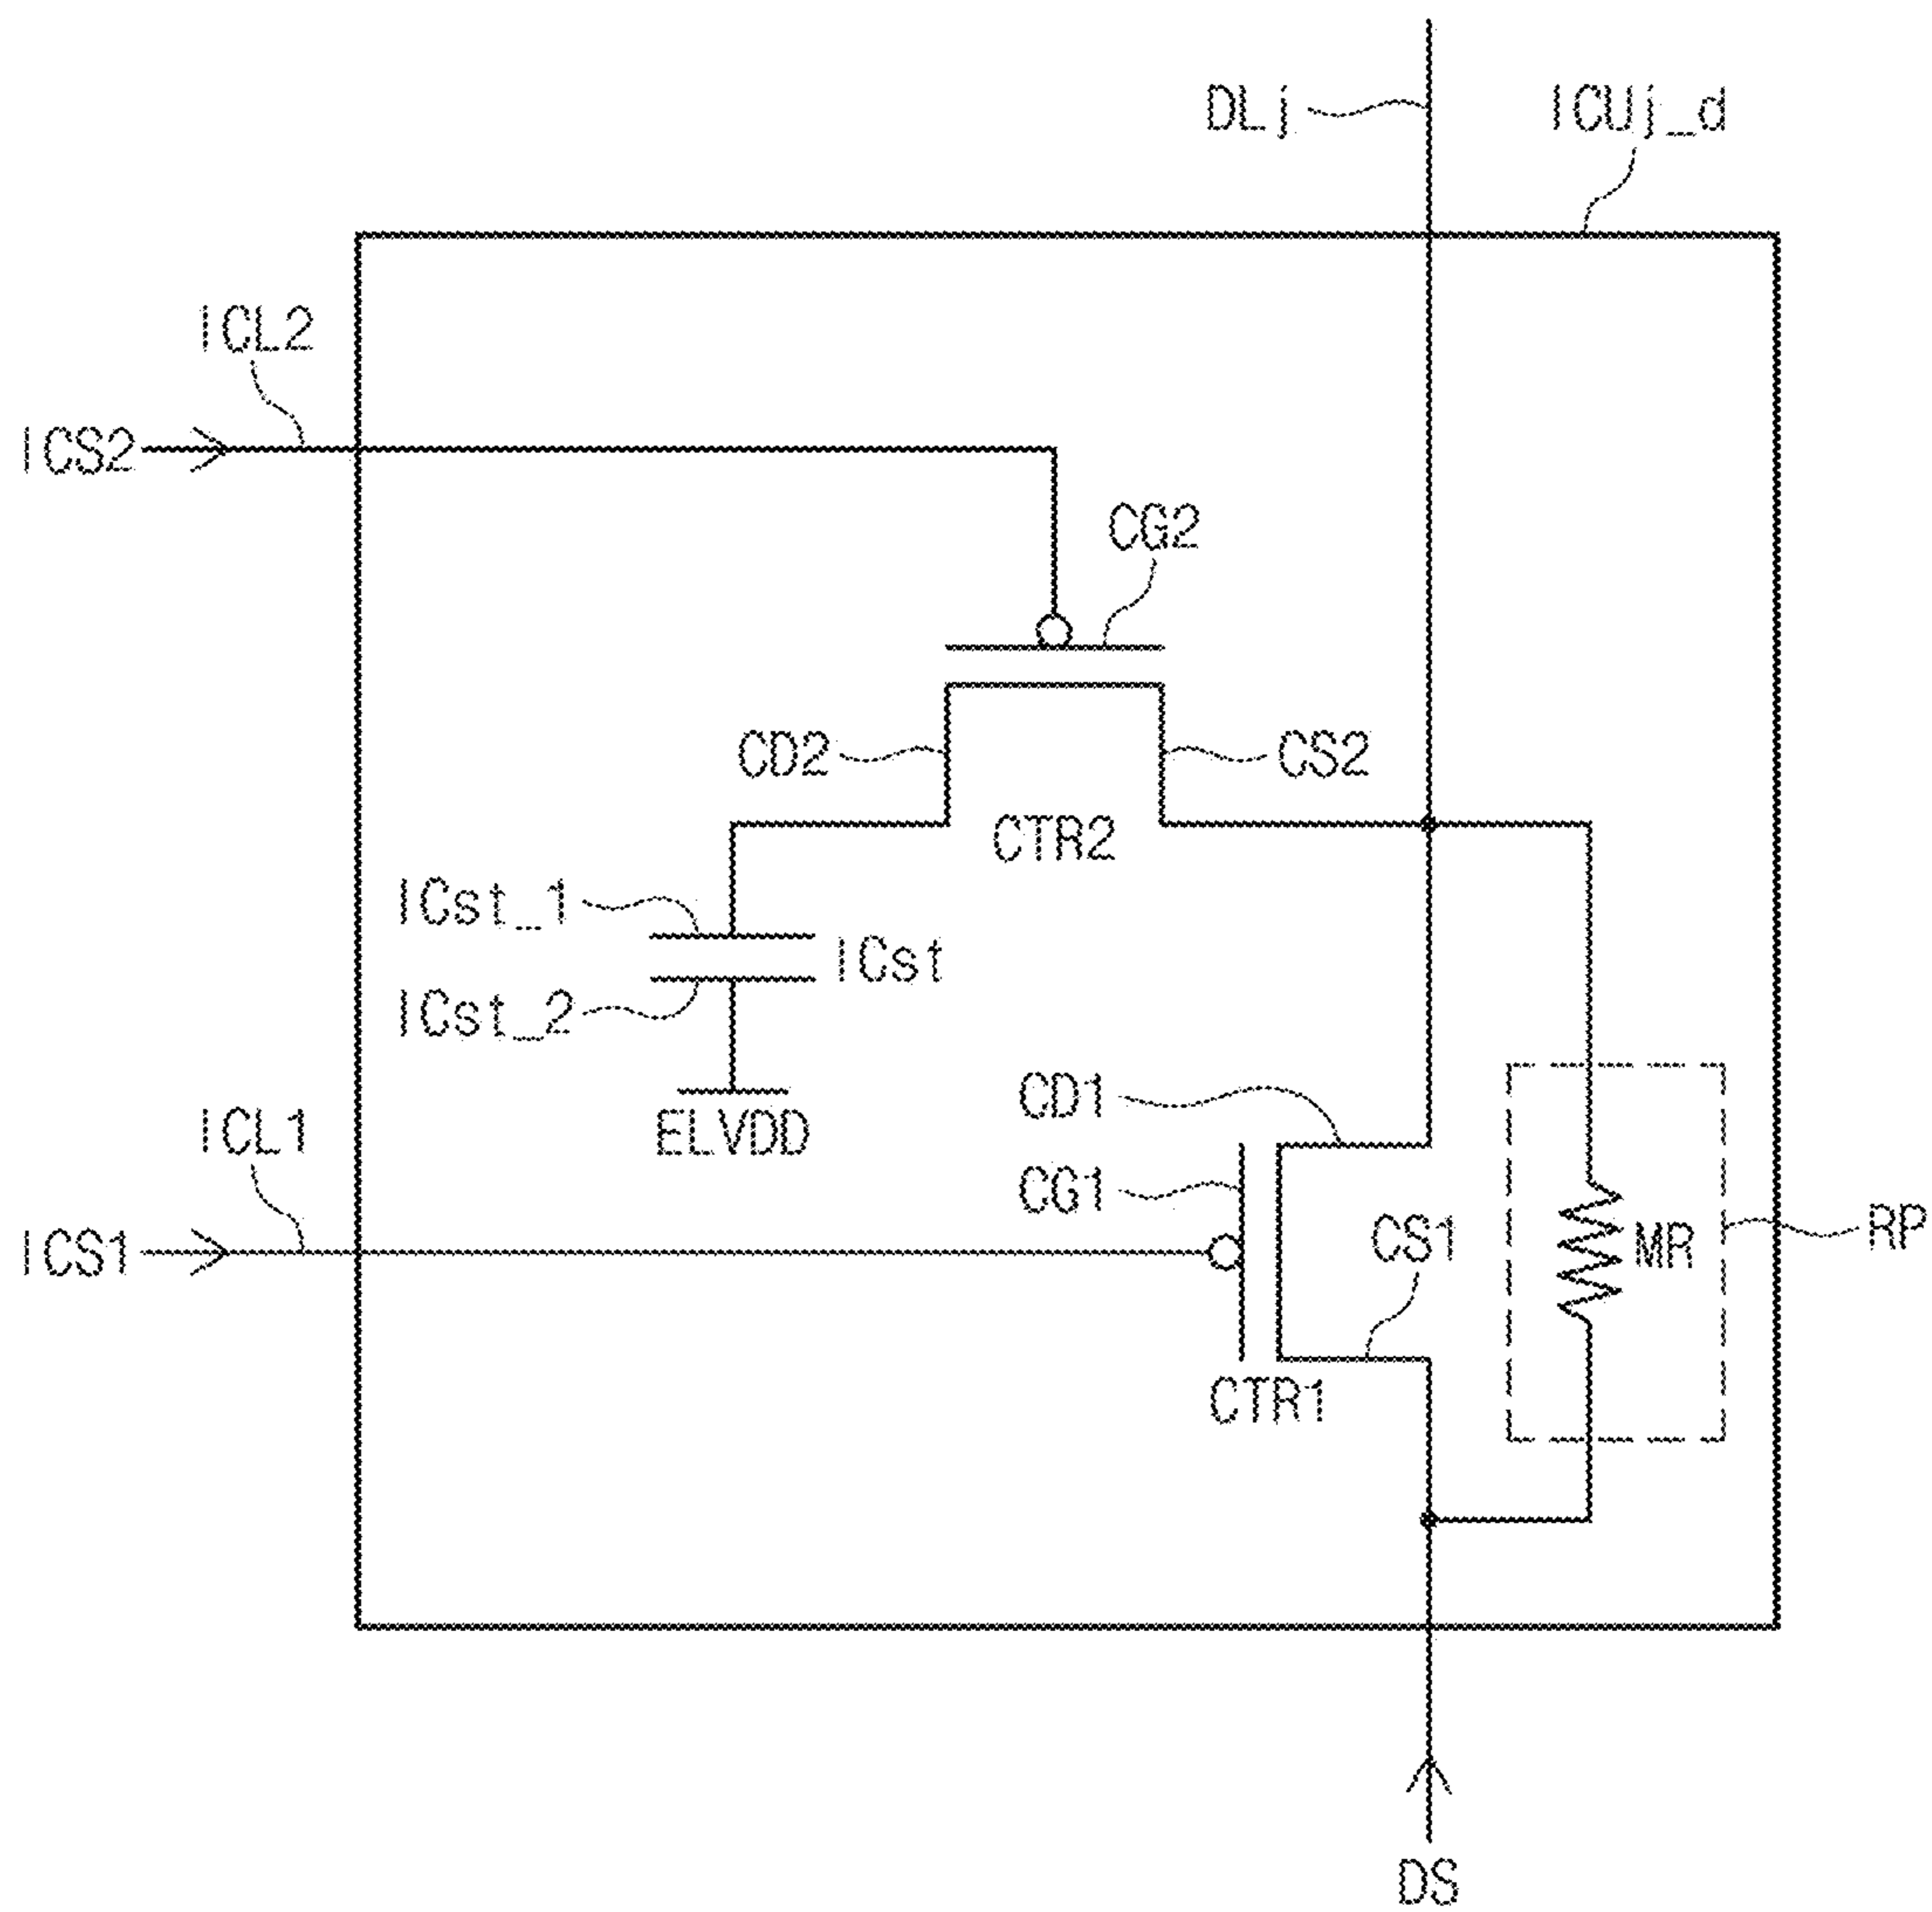 DLj
ICUj_d
ICL2
ICS2
CG2
CD2
CS2
CTR2
ICst_1
ICst
ICst_2
ELVDD
CD1
ICL1
CG1
CS1
ICS1
MR
RP
CTR1
DS